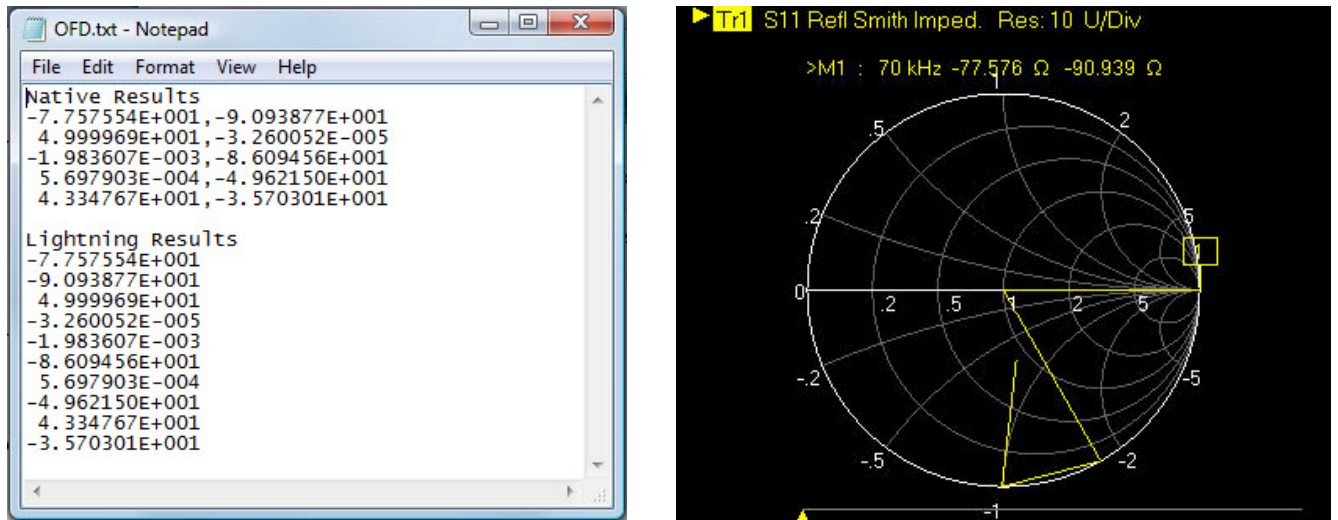 OFD.txt - Notepad
File Edit Format View Help
Native Results
-7.757554E+001,-9.093877E+001
4.999969E+001,-3.260052E-005
-1.983607E-003,-8.609456E+001
5.697903E-004,-4.962150E+001
4.334767E+001,-3.570301E+001
Lightning Results
-7.757554E+001
-9.093877E+001
4.999969E+001
-3.260052E-005
-1.983607E-003
-8.609456E+001
5.697903E-004
-4.962150E+001
4.334767E+001
-3.570301E+001
Tr1 S11 Refl Smith Imped. Res: 10 U/Div
>M1 : 70 kHz -77.576 Ω -90.939 Ω
1
.5
2
.2
5
1
0
.2
.5
1
2
5
-.2
-5
-.5
-2
-1